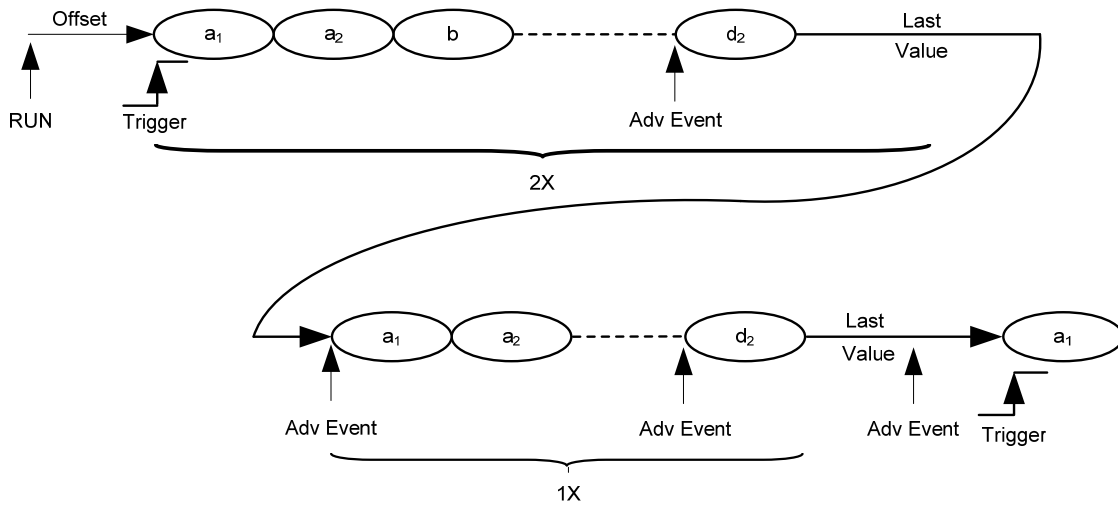 Offset
a₁ a₂ b d₂ Last
Value
RUN Trigger Adv Event
2X
a₁ a₂ d₂ Last a₁
Value
Adv Event Adv Event Adv Event Trigger
1X